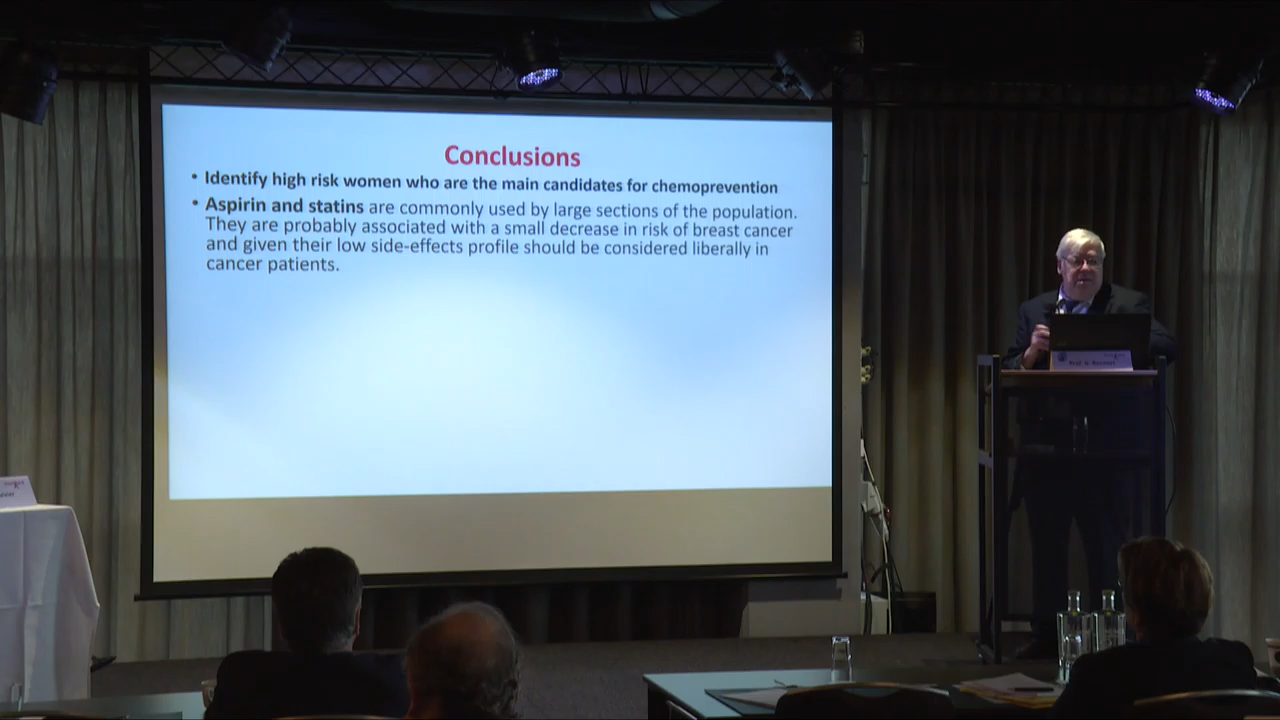 Conclusions
• Identify high risk women who are the main candidates for chemoprevention
• Aspirin and statins are commonly used by large sections of the population.
They are probably associated with a small decrease in risk of breast cancer
and given their low side-effects profile should be considered liberally in
cancer patients.